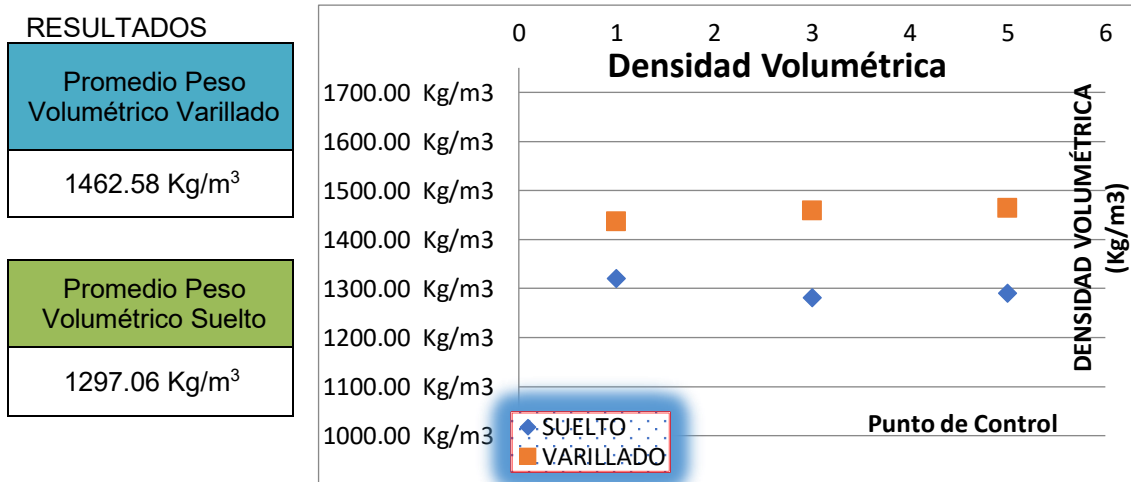 RESULTADOS
Promedio Peso
Volumétrico Varillado
1462.58 Kg/m³
Promedio Peso
Volumétrico Suelto
1297.06 Kg/m³
0 1 2 3 4 5 6
Densidad Volumétrica
1700.00 Kg/m3
1600.00 Kg/m3
1500.00 Kg/m3
1400.00 Kg/m3
1300.00 Kg/m3
1200.00 Kg/m3
1100.00 Kg/m3
1000.00 Kg/m3
DENSIDAD VOLUMÉTRICA
(Kg/m3)
Punto de Control
SUELTO
VARILLADO